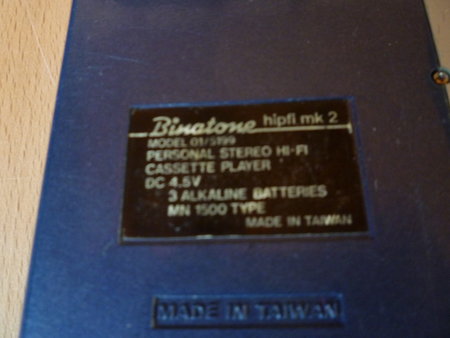 Binatone hipfi mk 2
MODEL 01/5199
PERSONAL STEREO HI-FI
CASSETTE PLAYER
DC 4.5V
3 ALKALINE BATTERIES
MN 1500 TYPE
MADE IN TAIWAN
MADE IN TAIWAN